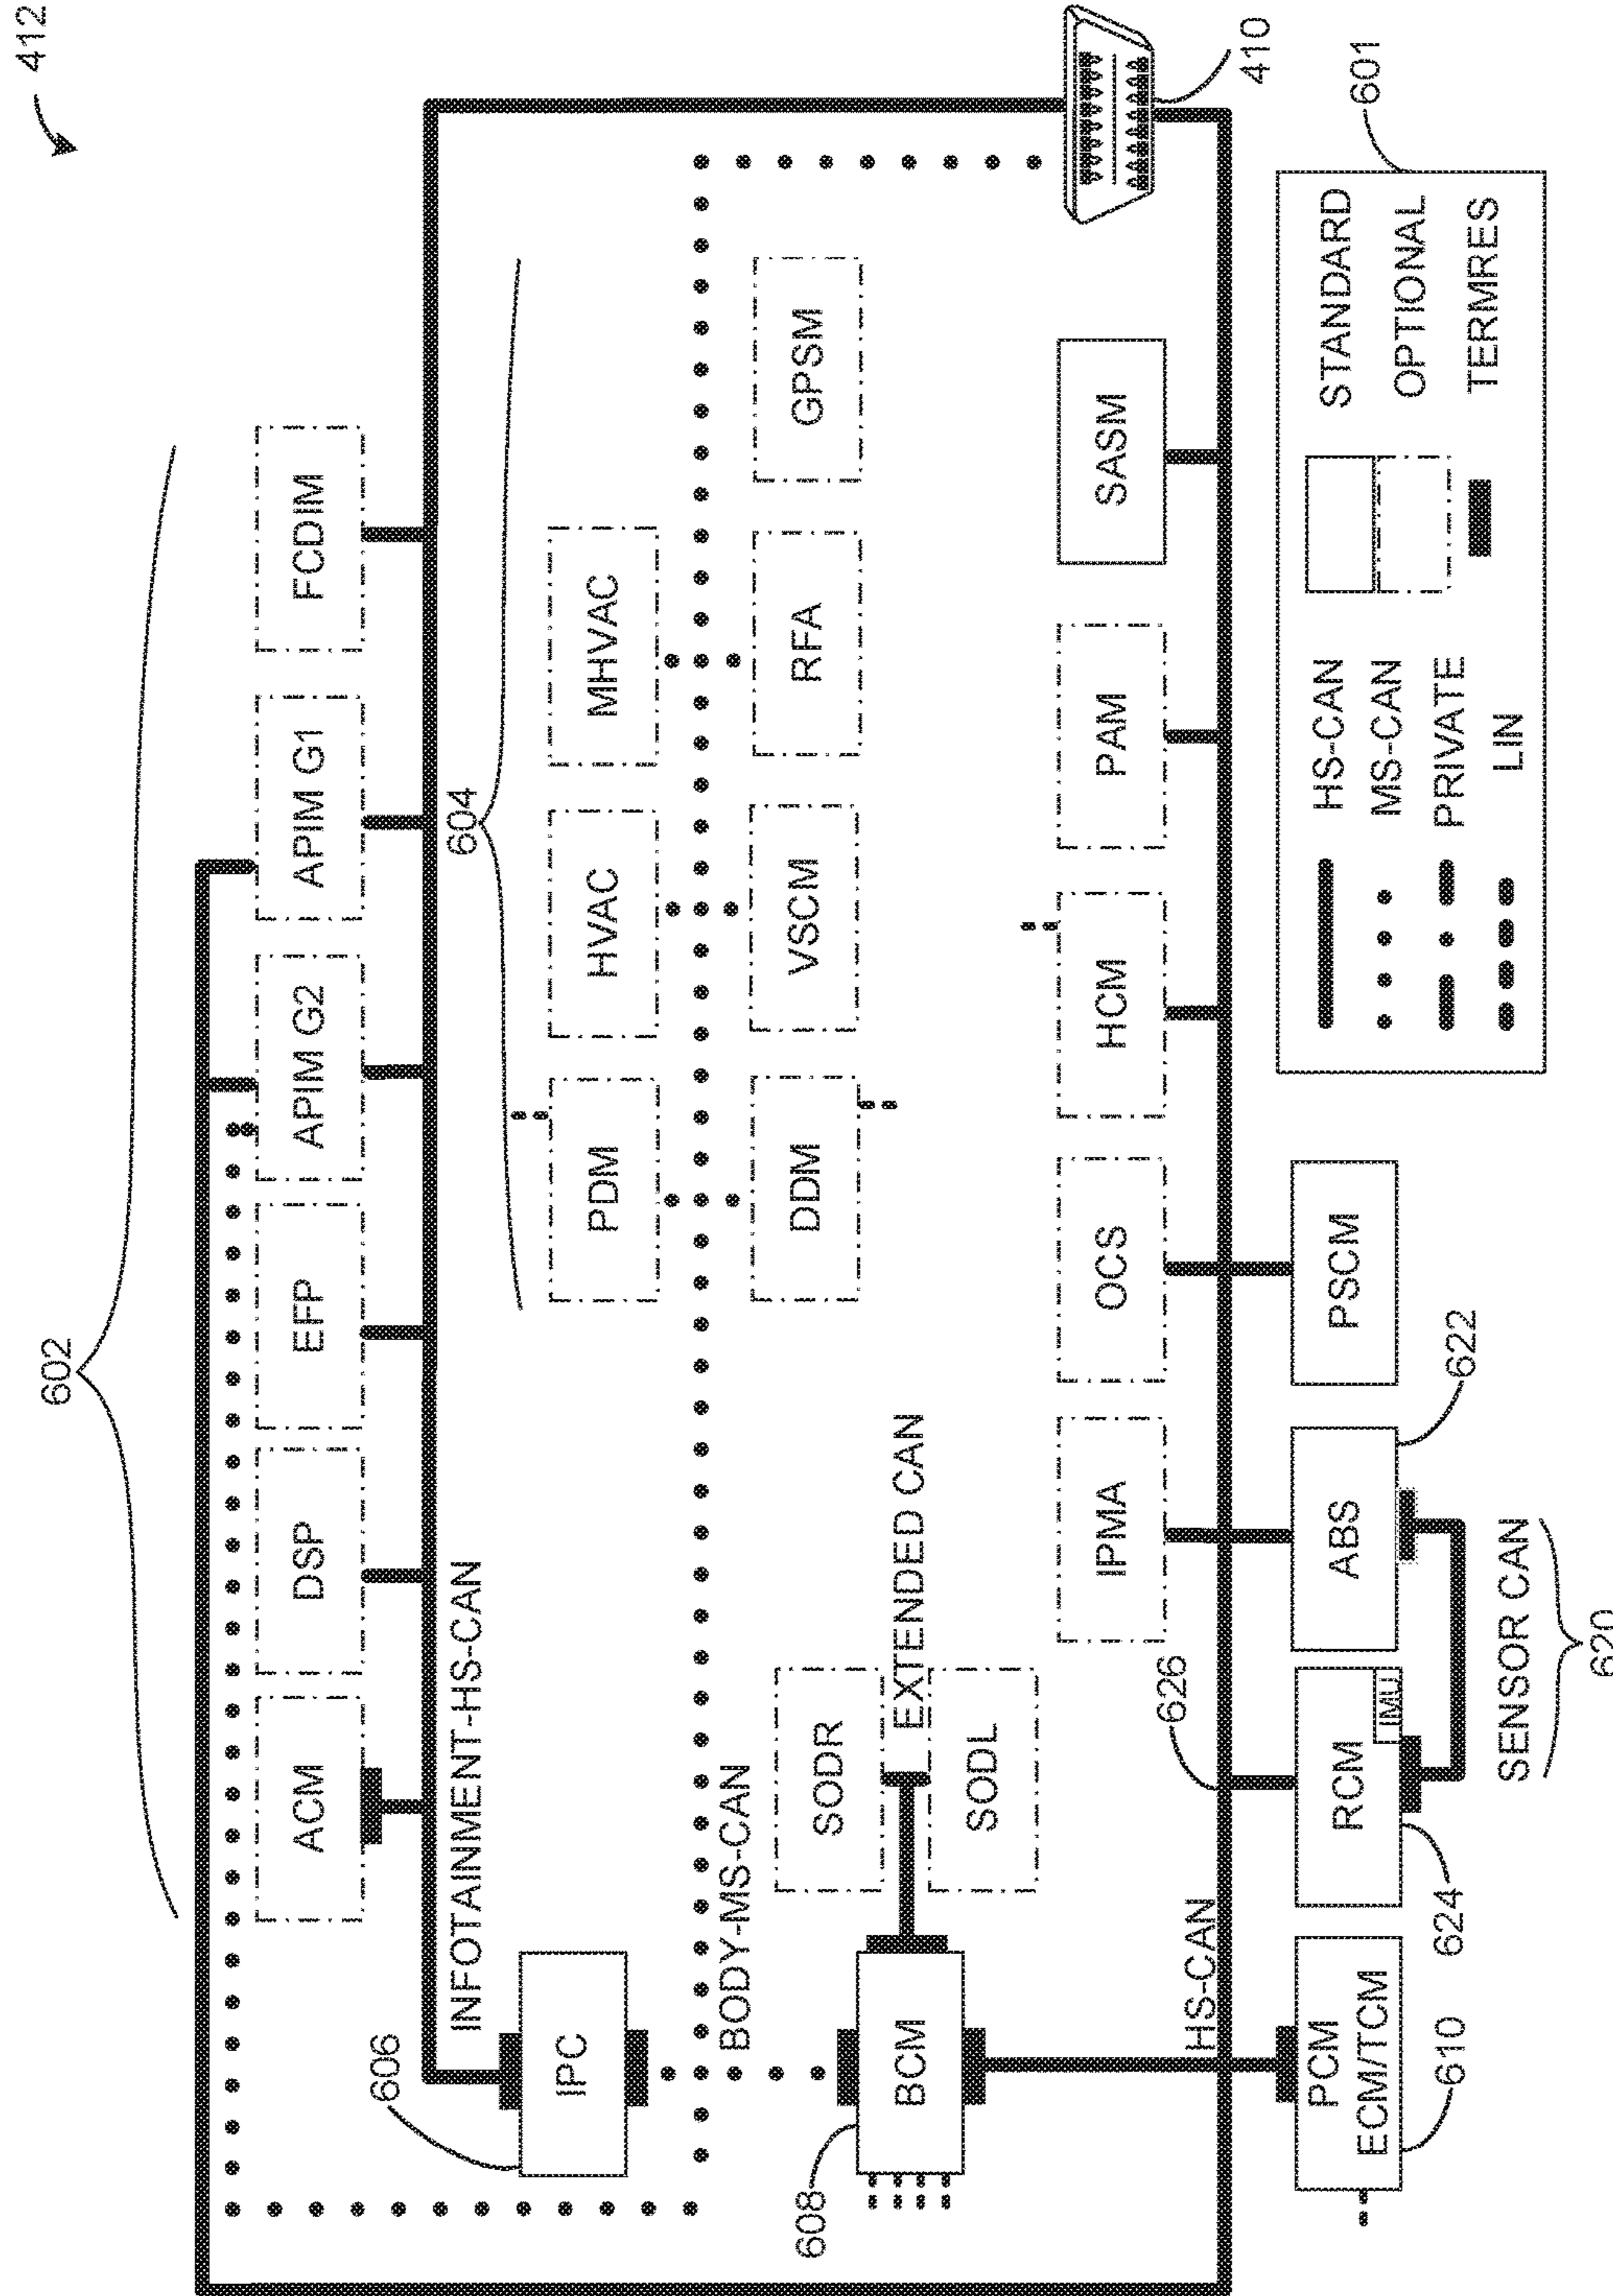 412
602
ACM
DSP
EFP
APIM G2
APIM G1
FCDIM
INFOTAINMENT-HS-CAN
604
606
IPC
PDM
HVAC
MHVAC
BODY-MS-CAN
DDM
VSCM
RFA
GPSM
608
BCM
SODR
EXTENDED CAN
SODL
410
HS-CAN
626
IPMA
OCS
HCM
PAM
SASM
PCM
ECM/TCM
610
RCM
IMU
624
ABS
622
PSCM
SENSOR CAN
620
601
HS-CAN
STANDARD
MS-CAN
OPTIONAL
PRIVATE
TERMRES
LIN